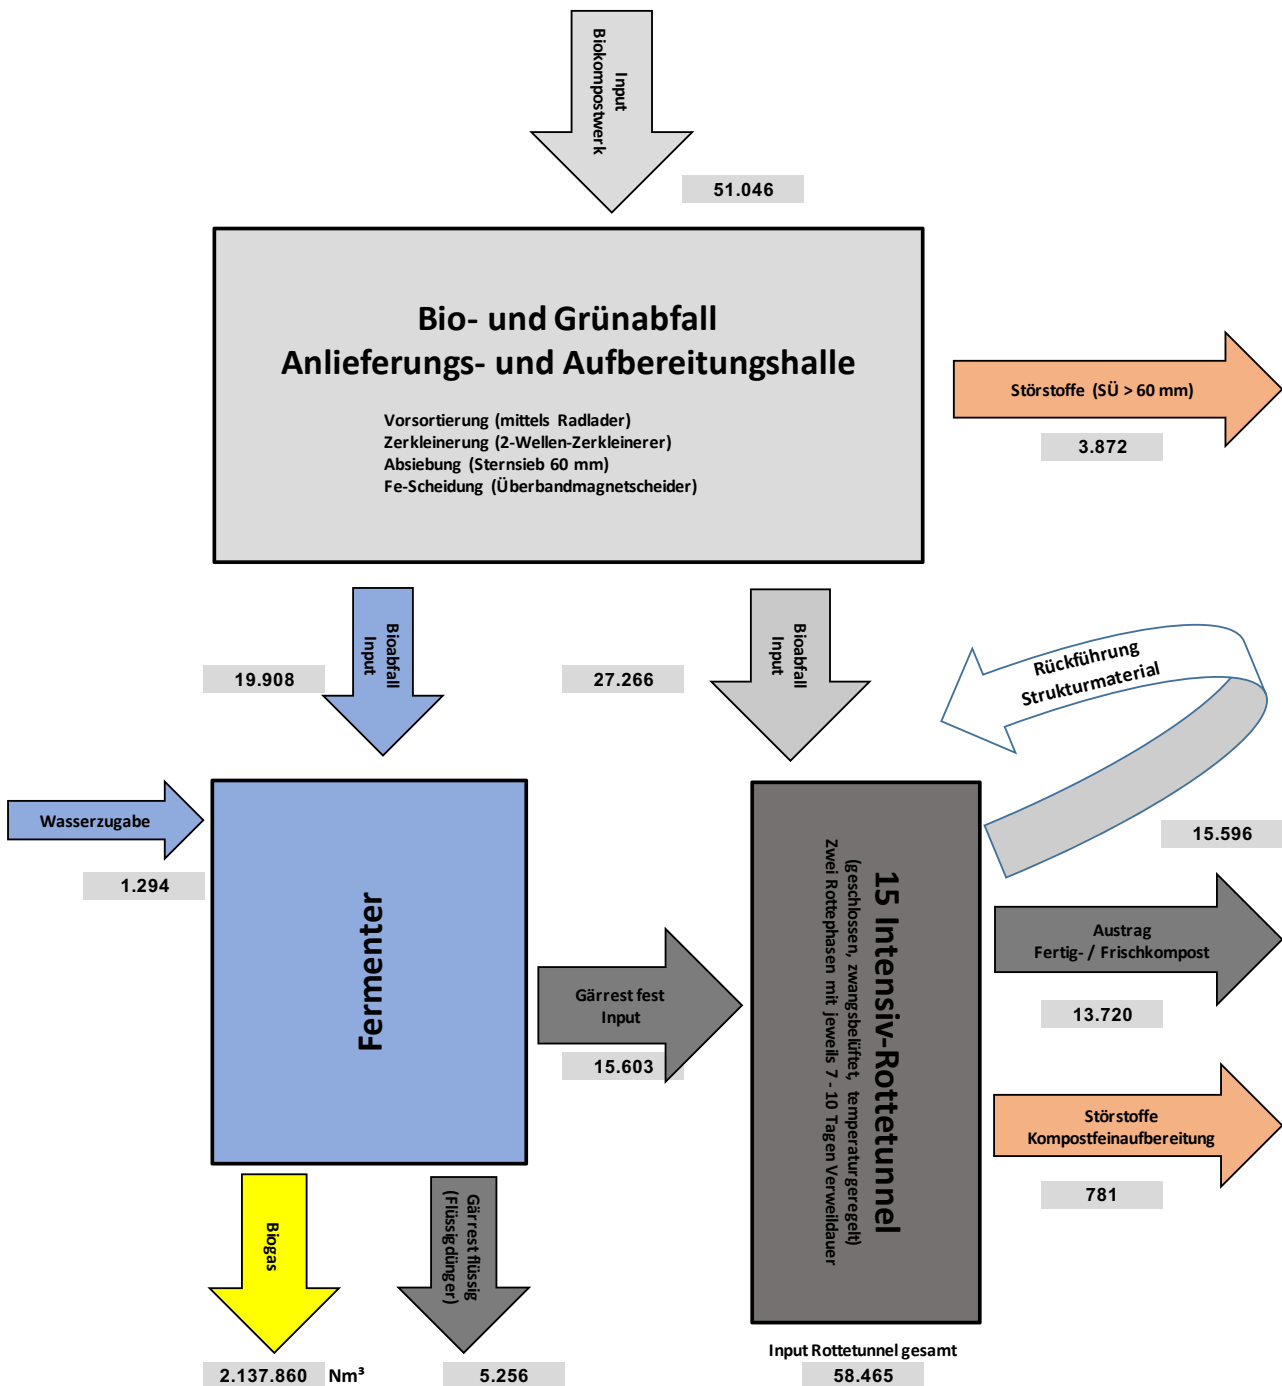 Input
Biokompostwerk
51.046
Bio- und Grünabfall
Anlieferungs- und Aufbereitungshalle
Vorsortierung (mittels Radlader)
Zerkleinerung (2-Wellen-Zerkleinerer)
Absiebung (Sternsieb 60 mm)
Fe-Scheidung (Überbandmagnetscheider)
Störstoffe (SÜ > 60 mm)
3.872
Bioabfall
Input
19.908
Bioabfall
Input
27.266
Rückführung
Strukturmaterial
15.596
Wasserzugabe
1.294
Fermenter
Gärrest fest
Input
15.603
15 Intensiv-Rottetunnel
(geschlossen, zwangsbelüftet, temperaturgeregelt)
Zwei Rottephasen mit jeweils 7 - 10 Tagen Verweildauer
Austrag
Fertig- / Frischkompost
13.720
Störstoffe
Kompostfeinaufbereitung
781
Biogas
2.137.860 Nm³
Gärrest flüssig
(Flüssigdünger)
5.256
Input Rottetunnel gesamt
58.465